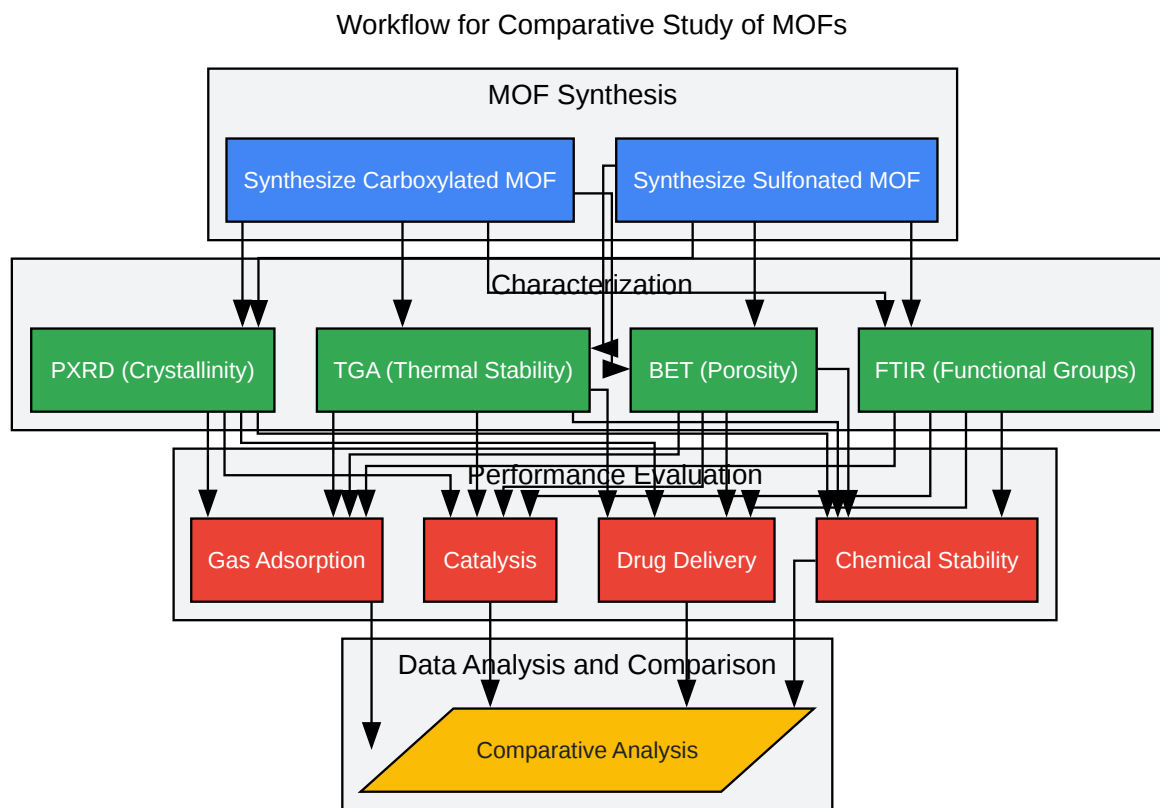 Workflow for Comparative Study of MOFs
MOF Synthesis
Synthesize Carboxylated MOF
Synthesize Sulfonated MOF
Characterization
PXRD (Crystallinity)
TGA (Thermal Stability)
BET (Porosity)
FTIR (Functional Groups)
Performance Evaluation
Gas Adsorption
Catalysis
Drug Delivery
Chemical Stability
Data Analysis and Comparison
Comparative Analysis